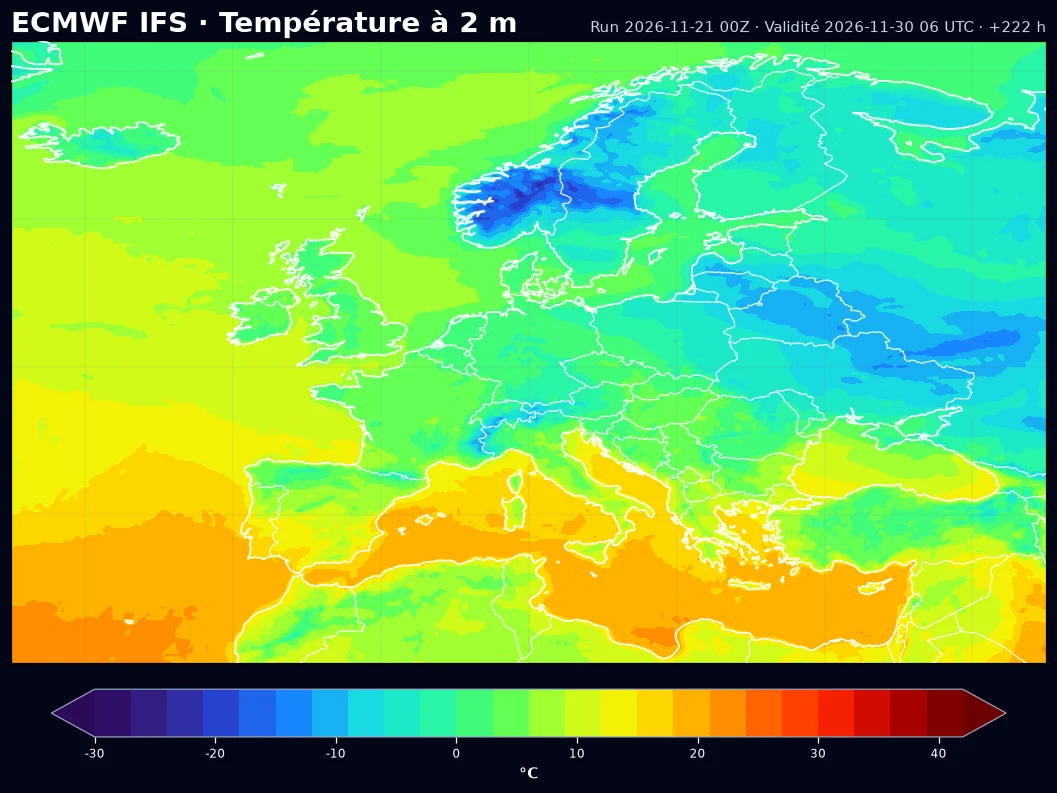 ECMWF IFS · Température à 2 m
Run 2026-11-21 00Z · Validité 2026-11-30 06 UTC · +222 h
-30 -20 -10 0 10 20 30 40
°C